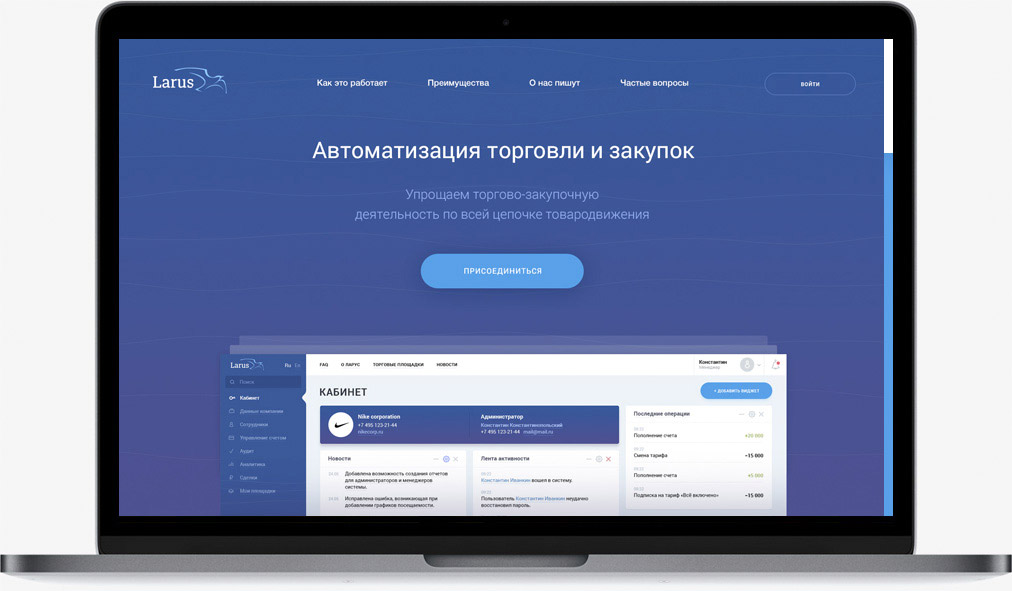 Larus
Как это работает
Преимущества
О нас пишут
Частые вопросы
ВОЙТИ
Автоматизация торговли и закупок
Упрощаем торгово-закупочную
деятельность по всей цепочке товародвижения
ПРИСОЕДИНИТЬСЯ
Larus
Ru En
FAQ
О ЛАРУС
ТОРГОВЫЕ ПЛОЩАДКИ
НОВОСТИ
Константин
Менеджер
Поиск
Кабинет
Данные компании
Сотрудники
Управление счетом
Аудит
Аналитика
Сделки
Мои площадки
КАБИНЕТ
+ ДОБАВИТЬ ВИДЖЕТ
Nike corporation
+7 495 123-21-44
nikecorp.ru
Администратор
Константин Константинопольский
+7 495 123-21-44 mail@mail.ru
Новости
Добавлена возможность создания отчетов
для администраторов и менеджеров
системы.
Исправлена ошибка, возникающая при
добавлении графиков посещаемости.
Лента активности
Константин Иванкин вошел в систему.
Пользователь Константин Иванкин неудачно
восстановил пароль.
Последние операции
Пополнение счета
+20 000
Смена тарифа
-15 000
Пополнение счета
+5 000
Подписка на тариф «Всё включено»
-15 000